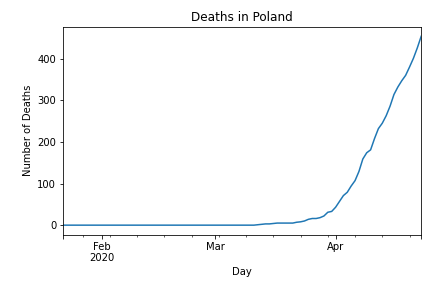 Deaths in Poland
Number of Deaths
400
300
200
100
0
Feb
2020
Mar
Apr
Day